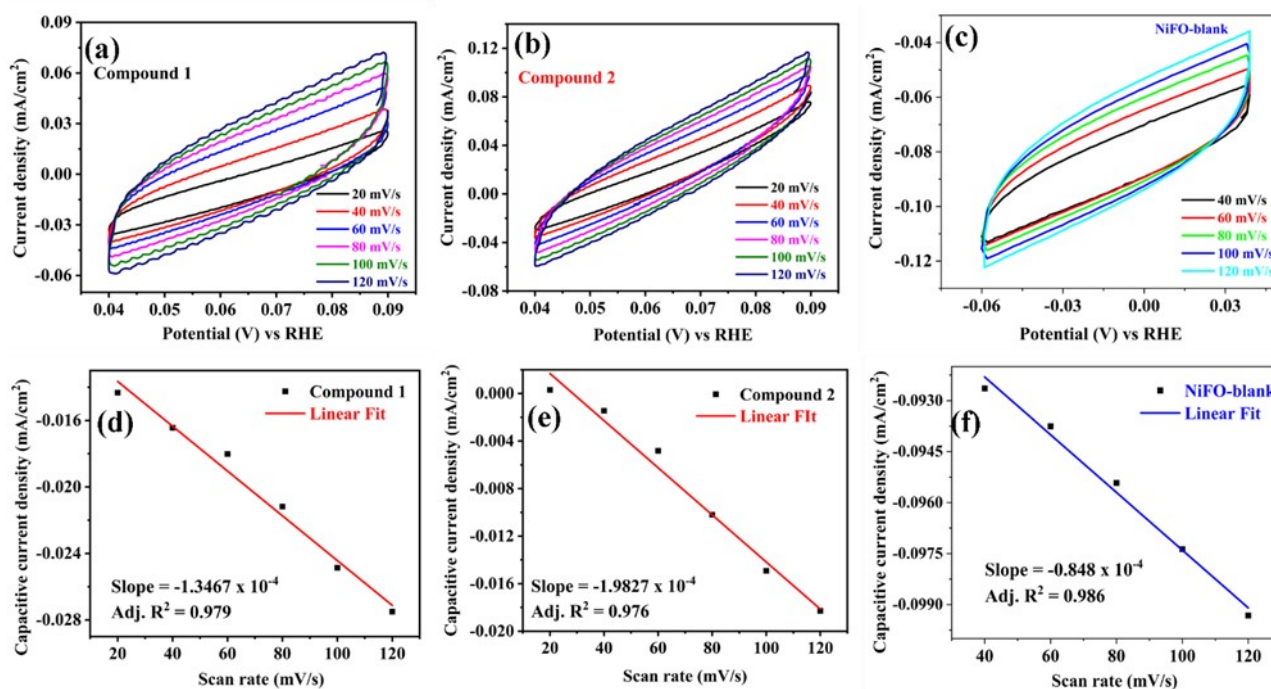 (a)
Compound 1
Current density (mA/cm²)
0.09
0.06
0.03
0.00
-0.03
-0.06
20 mV/s
40 mV/s
60 mV/s
80 mV/s
100 mV/s
120 mV/s
0.04 0.05 0.06 0.07 0.08 0.09
Potential (V) vs RHE
(b)
Compound 2
Current density (mA/cm²)
0.12
0.08
0.04
0.00
-0.04
-0.08
20 mV/s
40 mV/s
60 mV/s
80 mV/s
100 mV/s
120 mV/s
0.04 0.05 0.06 0.07 0.08 0.09
Potential (V) vs RHE
(c)
NiFO-blank
Current density (mA/cm²)
-0.04
-0.06
-0.08
-0.10
-0.12
40 mV/s
60 mV/s
80 mV/s
100 mV/s
120 mV/s
-0.06 -0.03 0.00 0.03
Potential (V) vs RHE
(d)
Compound 1
Linear Fit
Capacitive current density (mA/cm²)
-0.016
-0.020
-0.024
-0.028
Slope = -1.3467 x 10⁻⁴
Adj. R² = 0.979
20 40 60 80 100 120
Scan rate (mV/s)
(e)
Compound 2
Linear FIt
Capacitive current density (mA/cm²)
0.000
-0.004
-0.008
-0.012
-0.016
-0.020
Slope = -1.9827 x 10⁻⁴
Adj. R² = 0.976
20 40 60 80 100 120
Scan rate (mV/s)
(f)
NiFO-blank
Linear Fit
Capacitive current density (mA/cm²)
-0.0930
-0.0945
-0.0960
-0.0975
-0.0990
Slope = -0.848 x 10⁻⁴
Adj. R² = 0.986
40 60 80 100 120
Scan rate (mV/s)